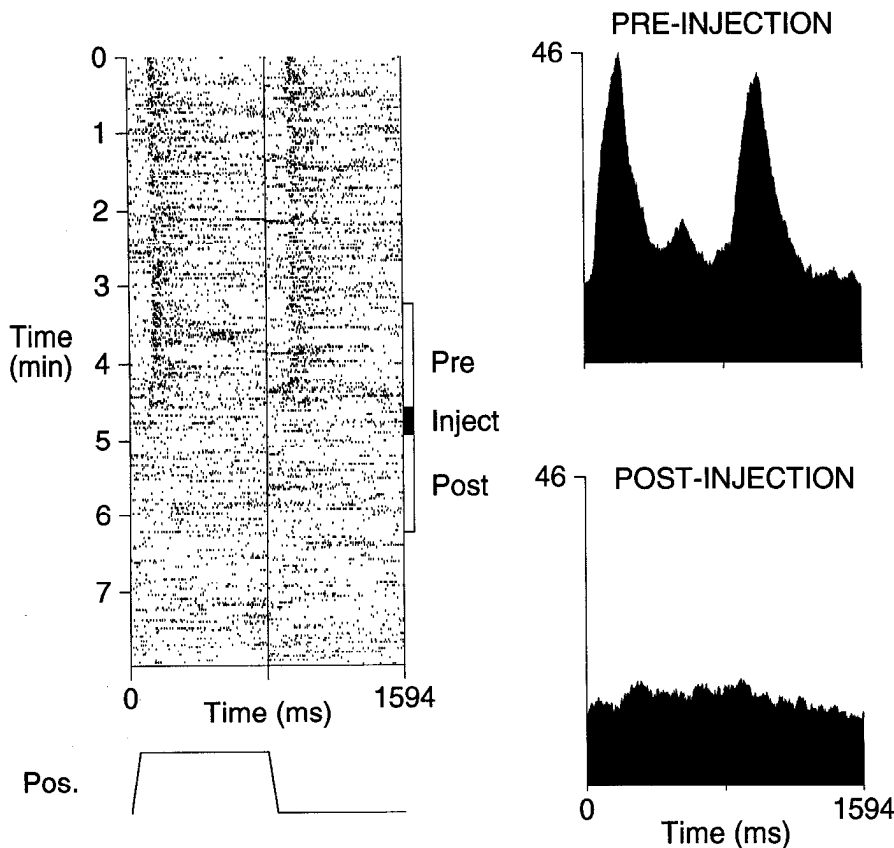 PRE-INJECTION
46
0
1
2
3
4
5
6
7
Time
(min)
Pre
Inject
Post
0
1594
Time (ms)
Pos.
46
POST-INJECTION
0
1594
Time (ms)